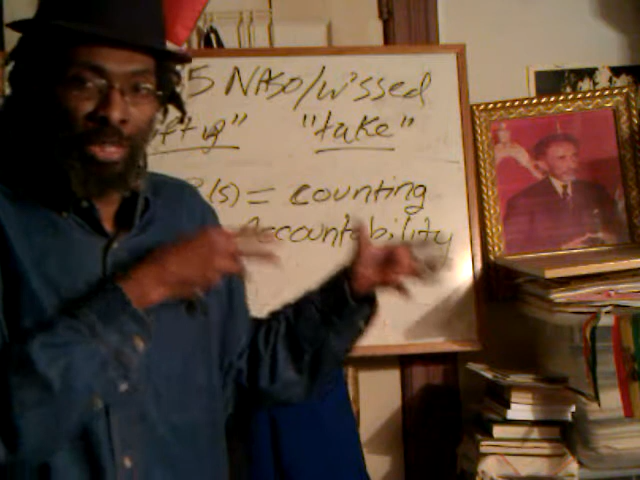 5 NASO/wissed
"take"
(s) = counting
Accountability